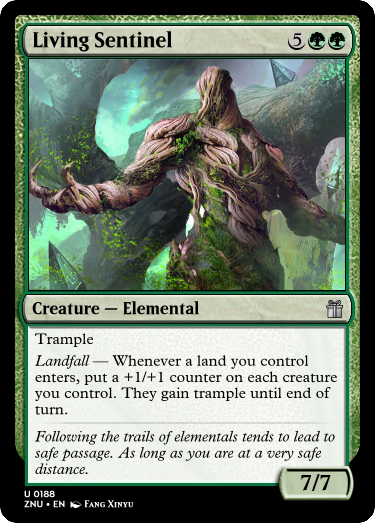 Living Sentinel 5
Creature — Elemental
Trample
Landfall — Whenever a land you control
enters, put a +1/+1 counter on each creature
you control. They gain trample until end of
turn.
Following the trails of elementals tends to lead to
safe passage. As long as you are at a very safe
distance.
7/7
U 0188
ZNU • EN Fang Xinyu